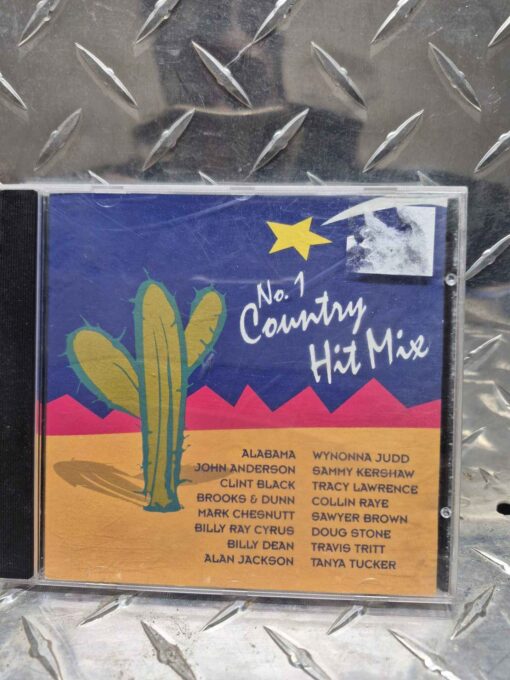 No. 1
Country
Hit Mix
ALABAMA
JOHN ANDERSON
CLINT BLACK
BROOKS & DUNN
MARK CHESNUTT
BILLY RAY CYRUS
BILLY DEAN
ALAN JACKSON
WYNONNA JUDD
SAMMY KERSHAW
TRACY LAWRENCE
COLLIN RAYE
SAWYER BROWN
DOUG STONE
TRAVIS TRITT
TANYA TUCKER